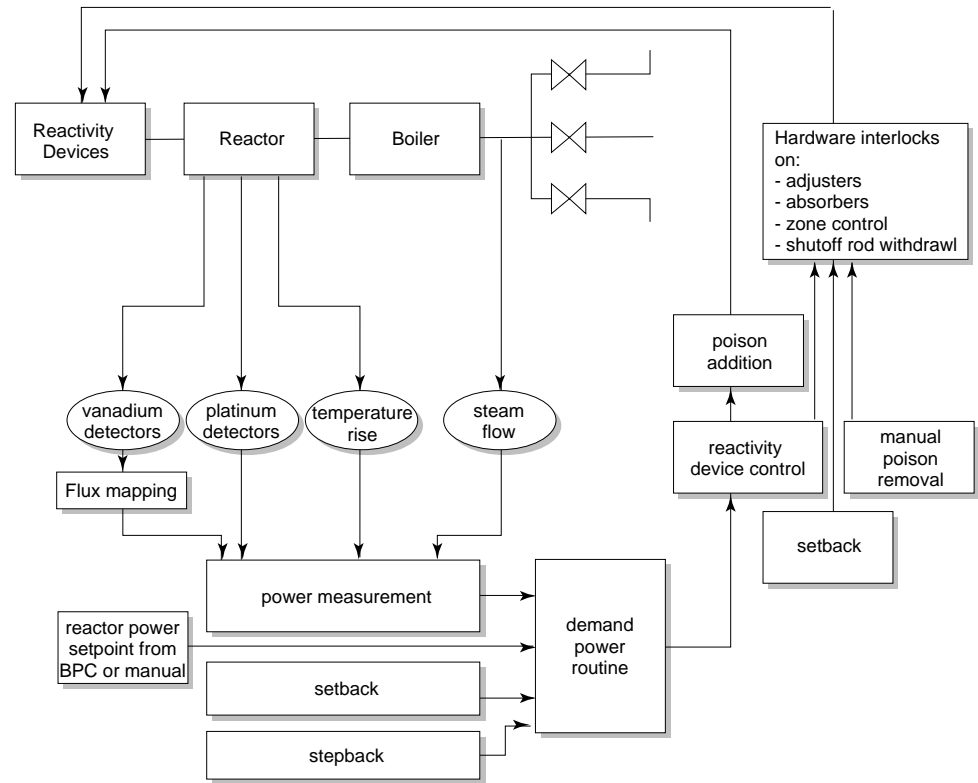 Reactivity
Devices
Reactor
Boiler
Hardware interlocks
on:
- adjusters
- absorbers
- zone control
- shutoff rod withdrawl
poison
addition
vanadium
detectors
platinum
detectors
temperature
rise
steam
flow
reactivity
device control
manual
poison
removal
Flux mapping
setback
power measurement
demand
power
routine
reactor power
setpoint from
BPC or manual
setback
stepback